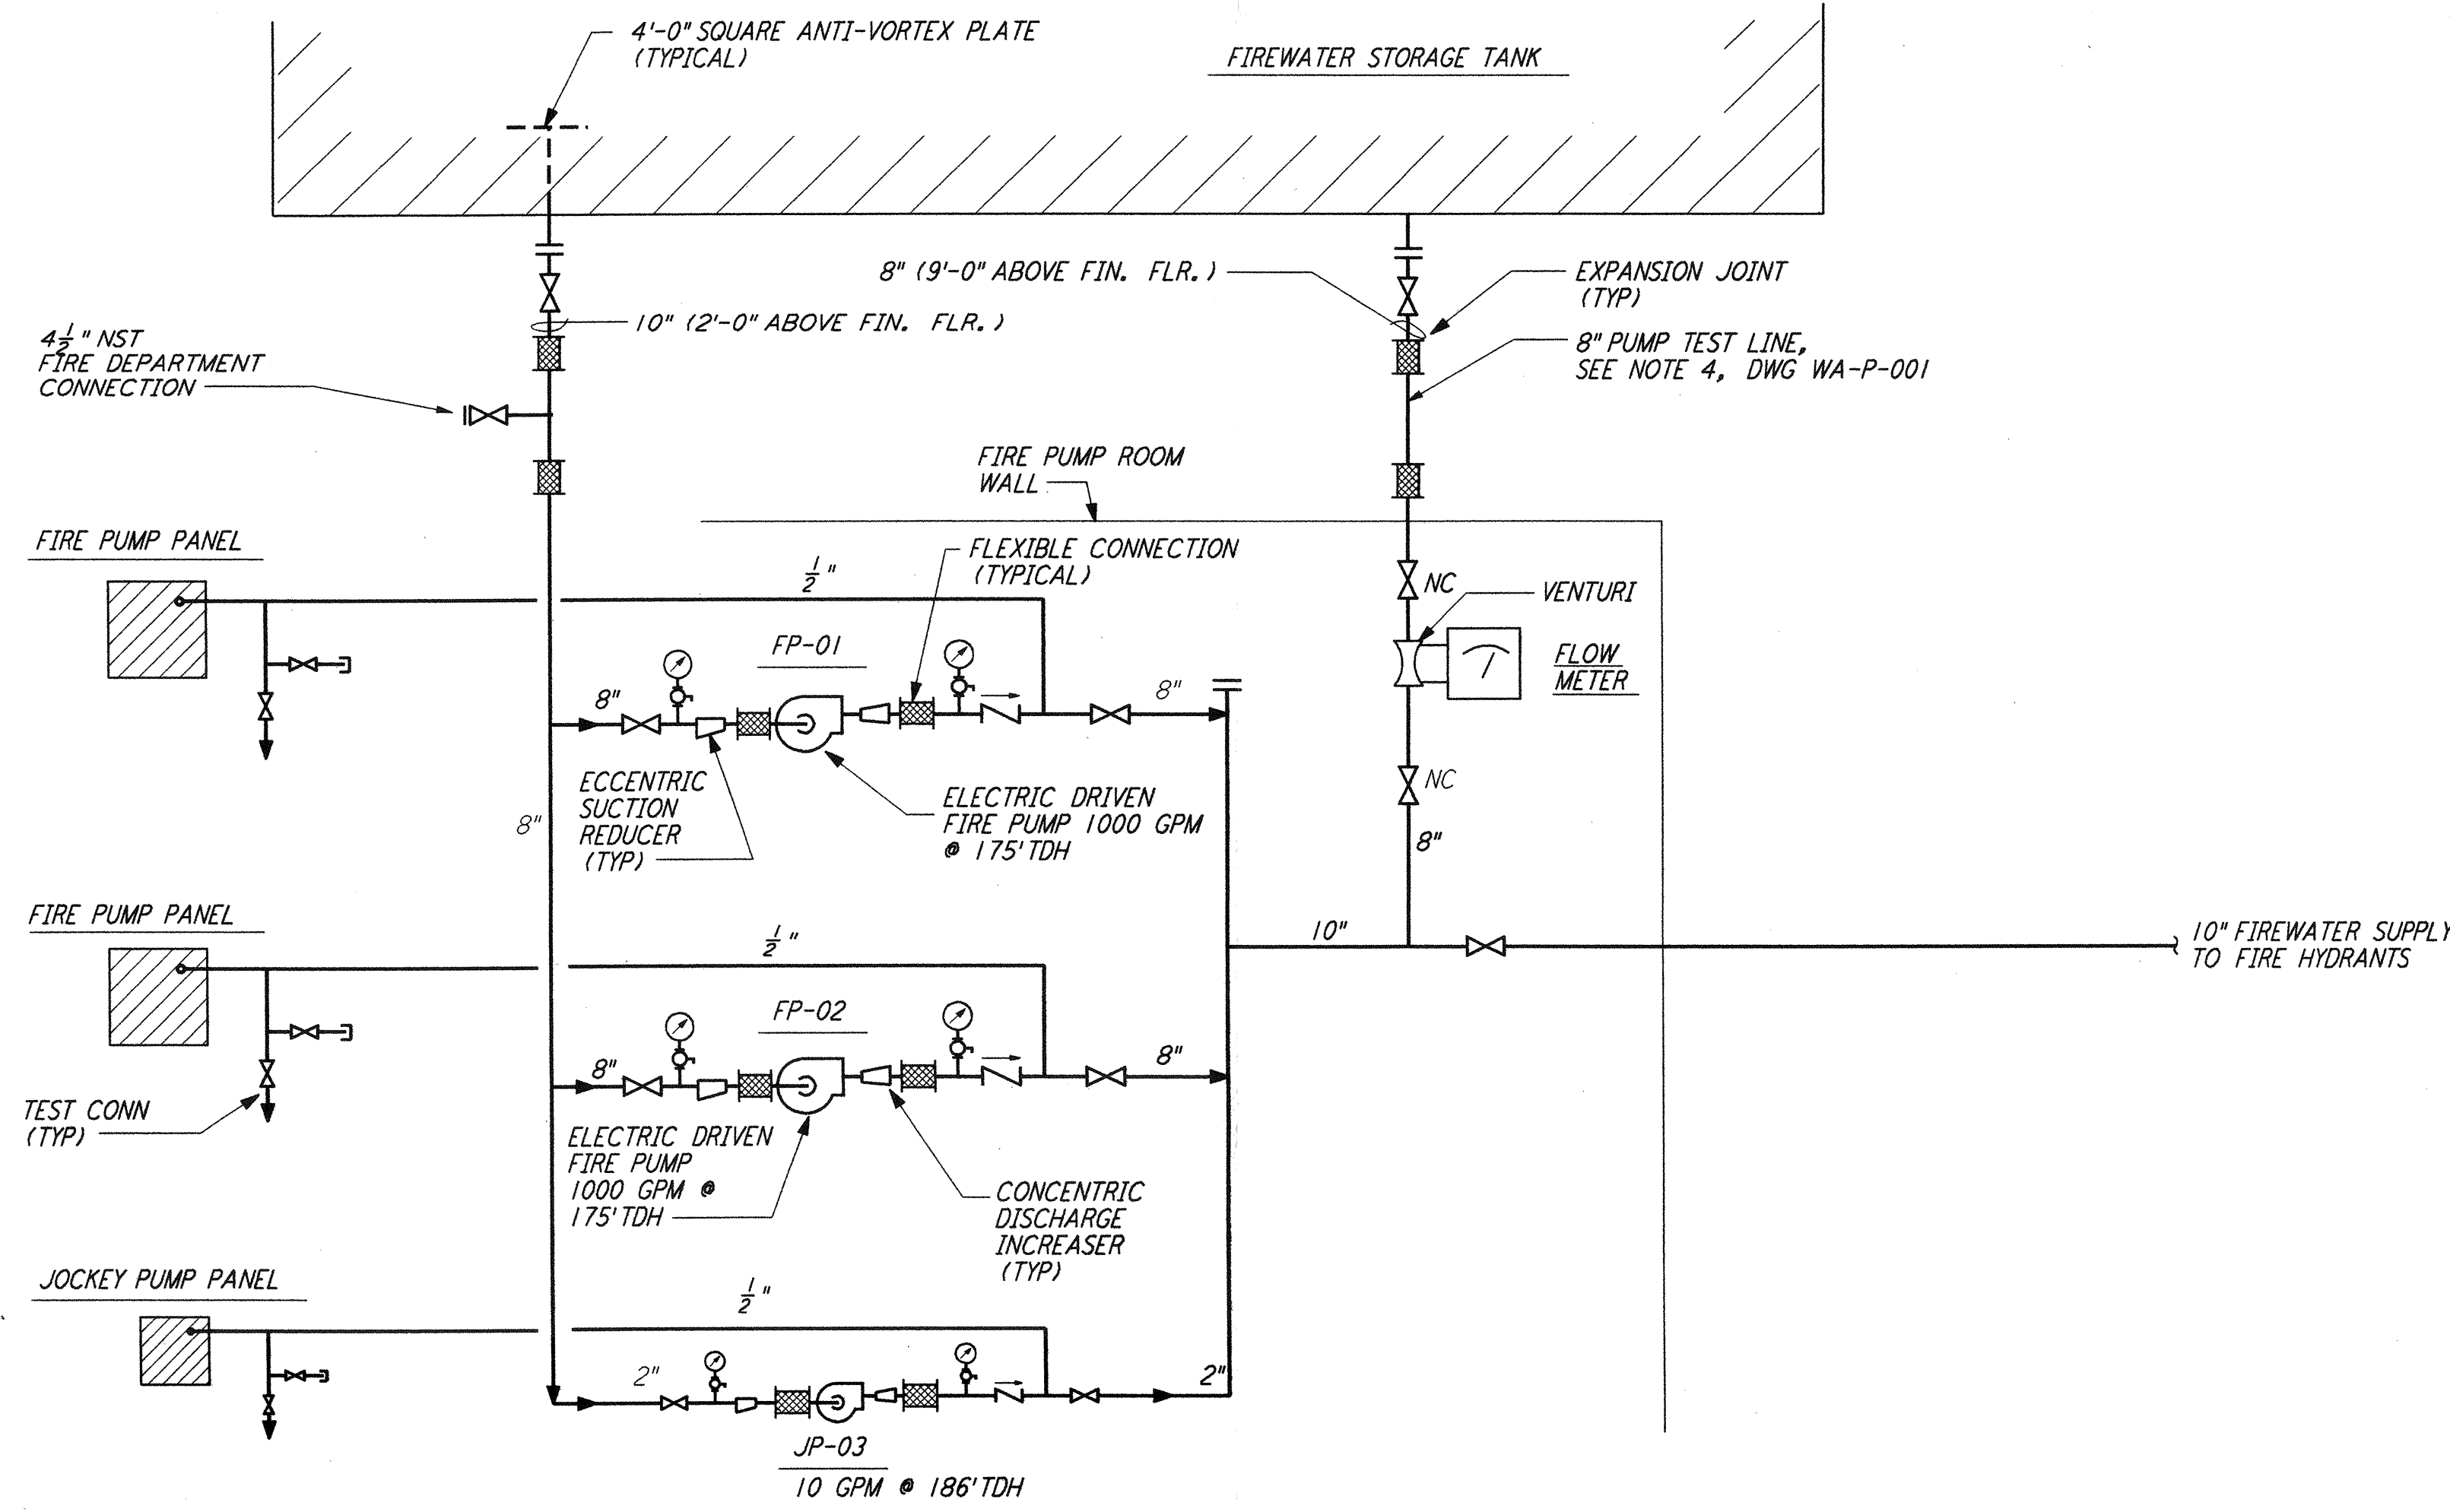 4'-0" SQUARE ANTI-VORTEX PLATE
(TYPICAL)
FIREWATER STORAGE TANK
8" (9'-0" ABOVE FIN. FLR.)
EXPANSION JOINT
(TYP)
10" (2'-0" ABOVE FIN. FLR.)
4 1/2" NST
FIRE DEPARTMENT
CONNECTION
8" PUMP TEST LINE,
SEE NOTE 4, DWG WA-P-001
FIRE PUMP ROOM
WALL
FIRE PUMP PANEL
FLEXIBLE CONNECTION
(TYPICAL)
1/2"
NC
VENTURI
FP-01
FLOW
METER
8"
8"
ECCENTRIC
SUCTION
REDUCER
(TYP)
ELECTRIC DRIVEN
FIRE PUMP 1000 GPM
@ 175' TDH
NC
8"
8"
FIRE PUMP PANEL
1/2"
10"
10" FIREWATER SUPPLY
TO FIRE HYDRANTS
FP-02
8"
8"
TEST CONN
(TYP)
ELECTRIC DRIVEN
FIRE PUMP
1000 GPM @
175' TDH
CONCENTRIC
DISCHARGE
INCREASER
(TYP)
JOCKEY PUMP PANEL
1/2"
2"
2"
JP-03
10 GPM @ 186' TDH